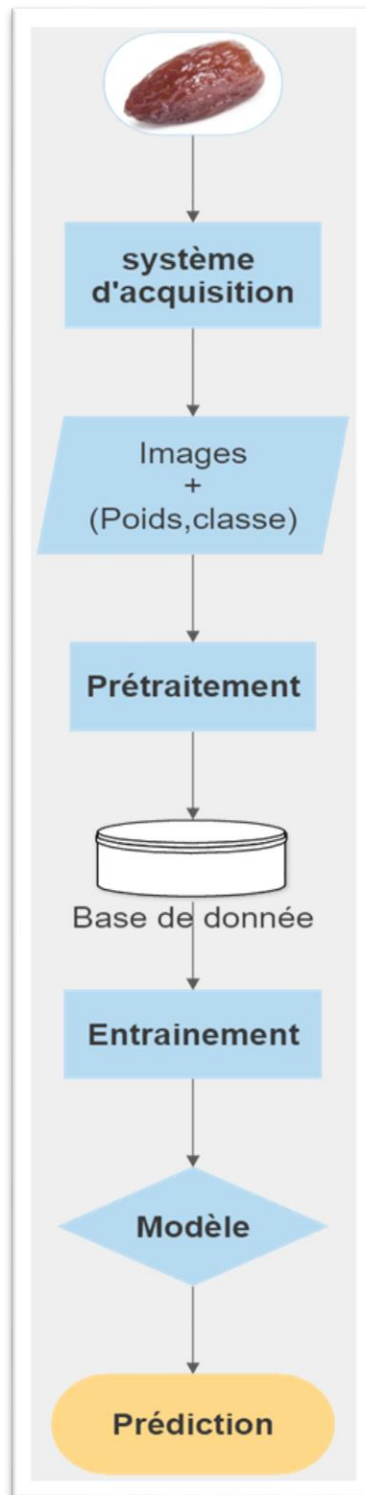 système
d'acquisition
Images
+
(Poids,classe)
Prétraitement
Base de donnée
Entrainement
Modèle
Prédiction